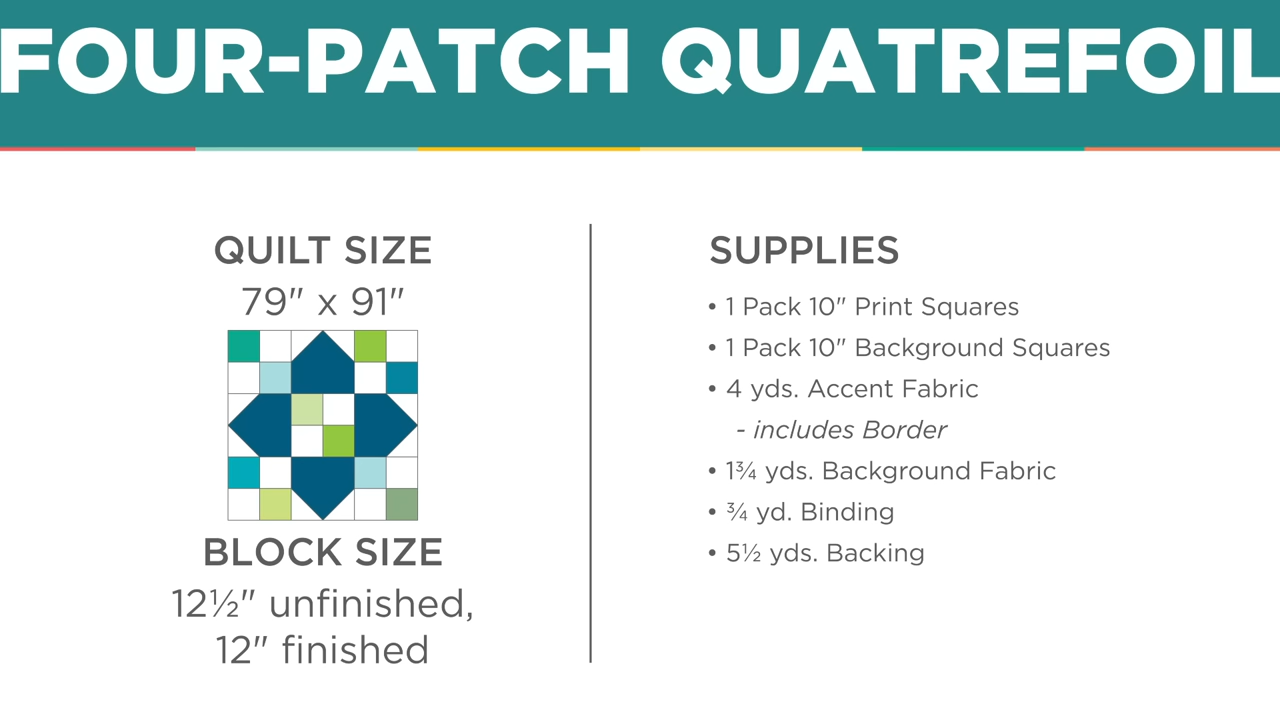 FOUR-PATCH QUATREFOIL
QUILT SIZE
79" x 91"
BLOCK SIZE
12½" unfinished,
12" finished
SUPPLIES
• 1 Pack 10" Print Squares
• 1 Pack 10" Background Squares
• 4 yds. Accent Fabric
- includes Border
• 1¾ yds. Background Fabric
• ¾ yd. Binding
• 5½ yds. Backing